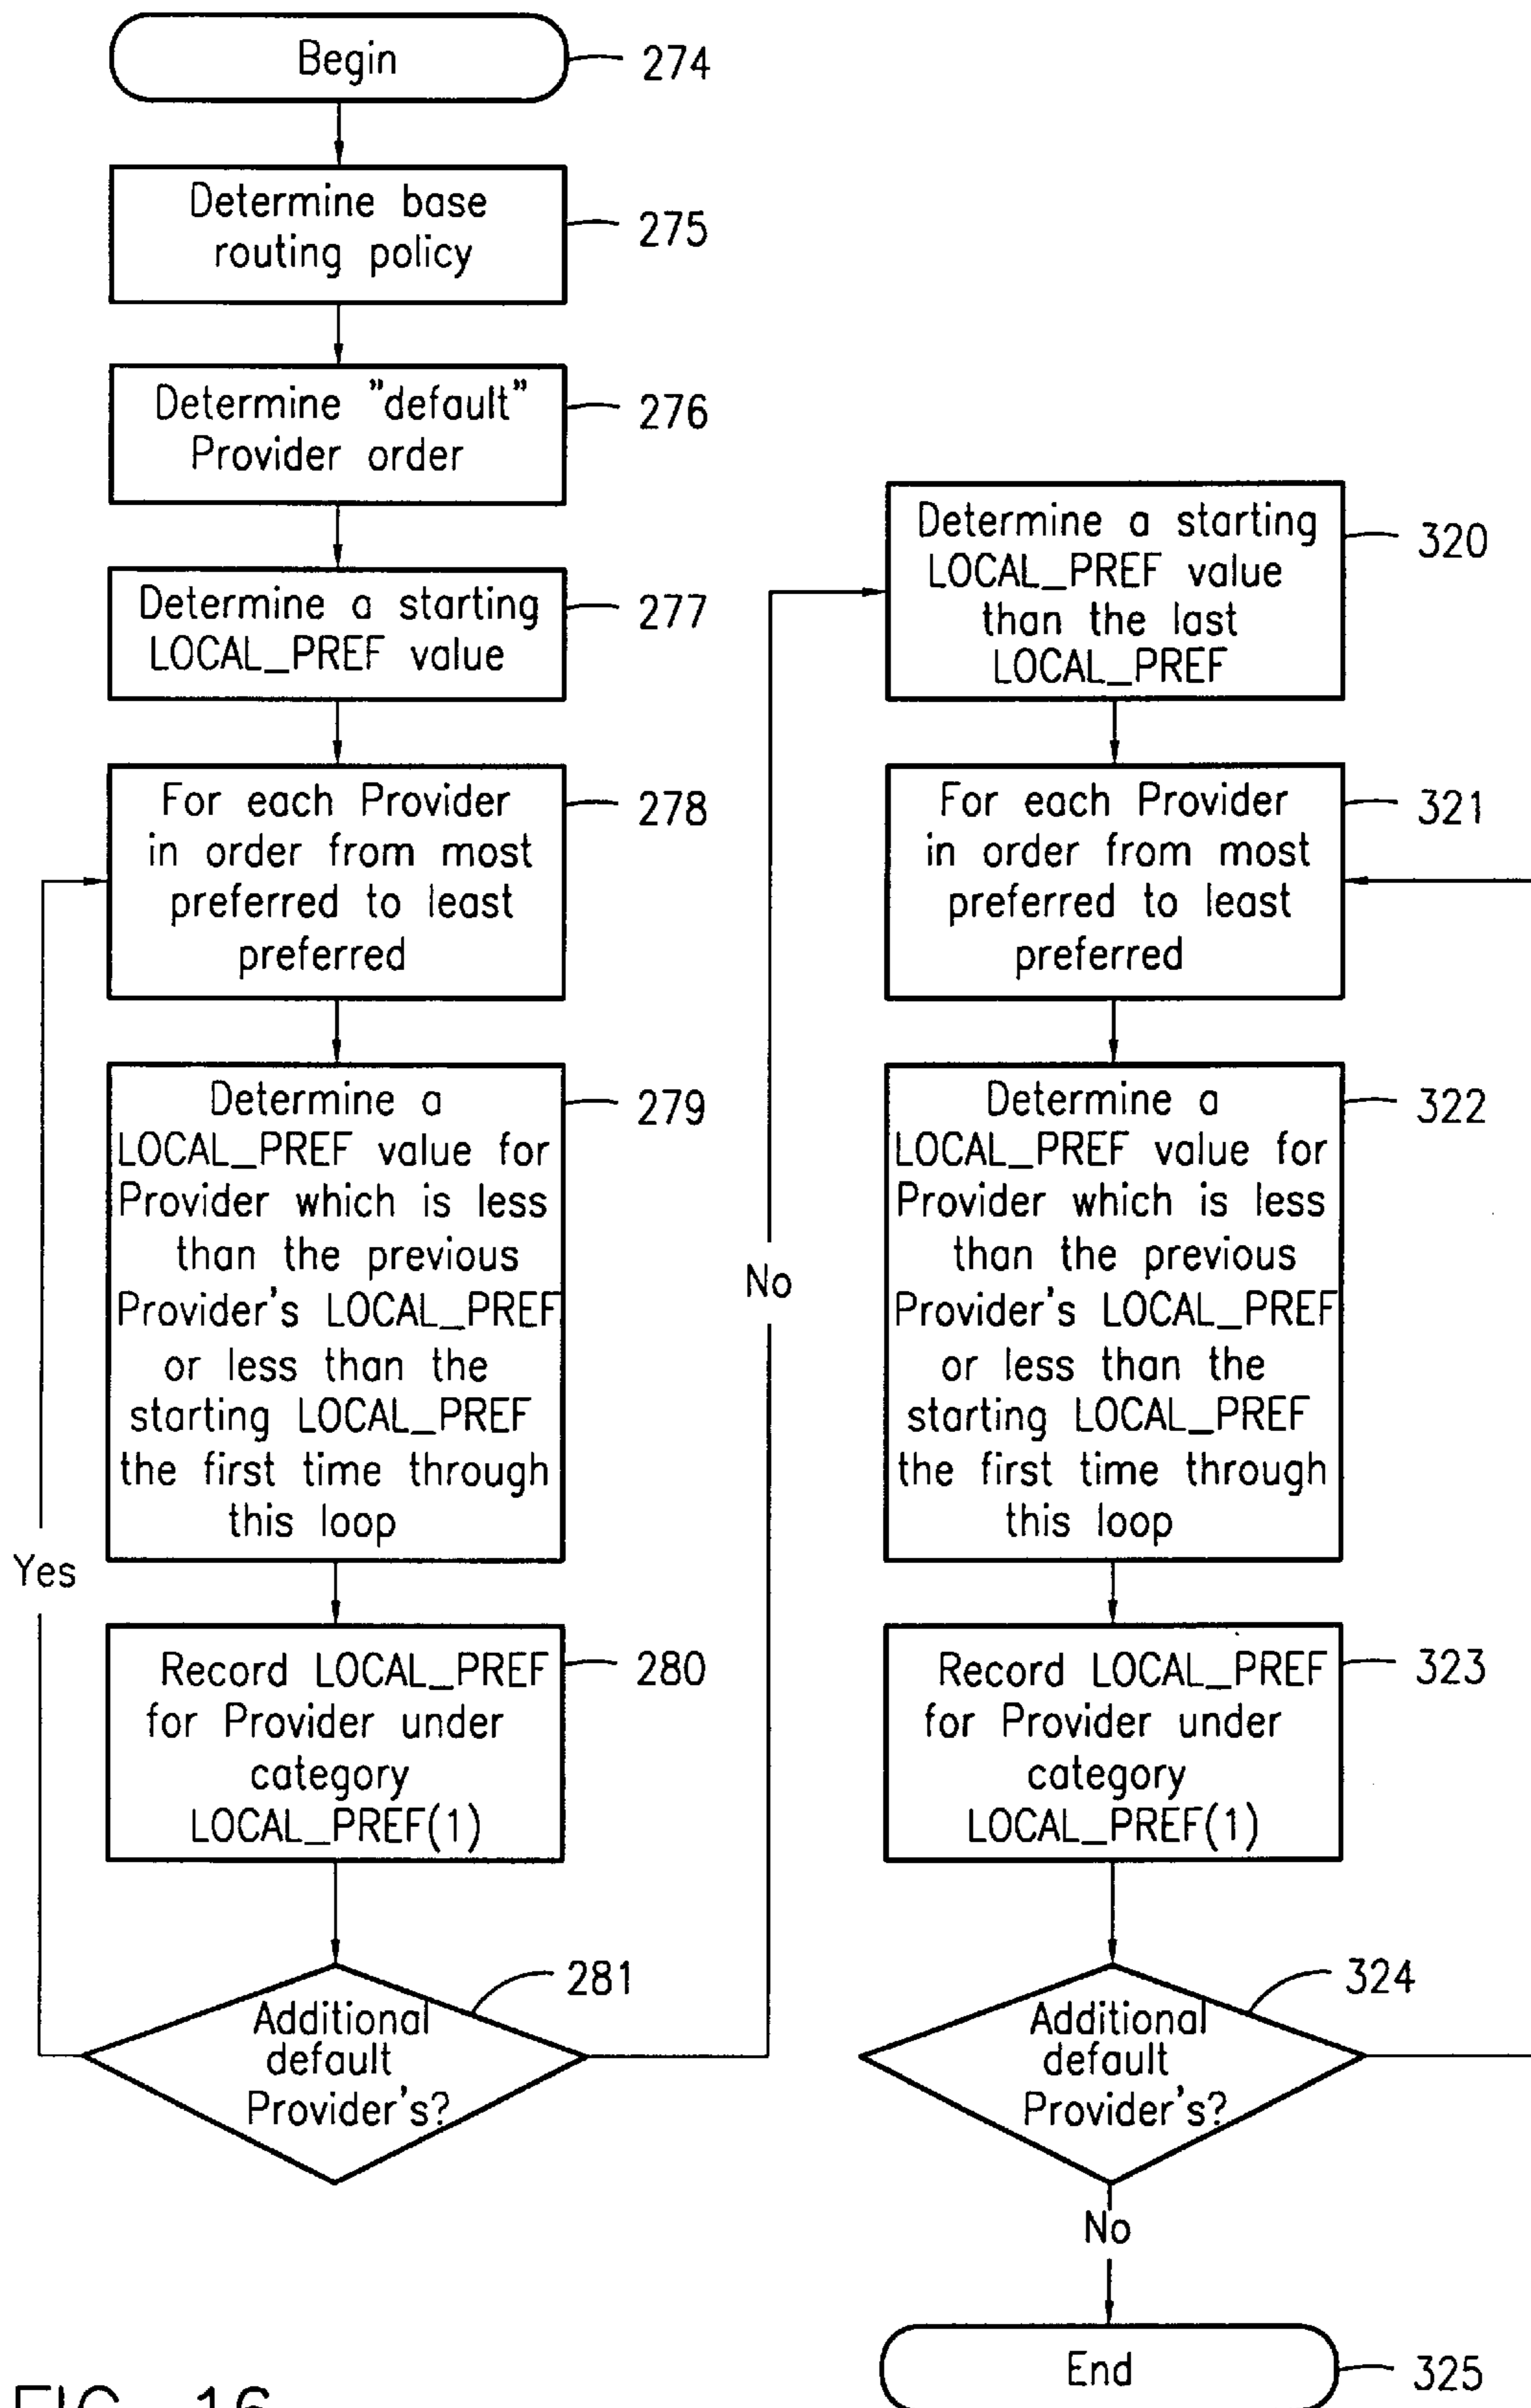 Begin
274
Determine base
routing policy
275
Determine "default"
Provider order
276
Determine a starting
LOCAL_PREF value
277
For each Provider
in order from most
preferred to least
preferred
278
Determine a
LOCAL_PREF value for
Provider which is less
than the previous
Provider's LOCAL_PREF
or less than the
starting LOCAL_PREF
the first time through
this loop
279
Yes
Record LOCAL_PREF
for Provider under
category
LOCAL_PREF(1)
280
Additional
default
Provider's?
281
No
Determine a starting
LOCAL_PREF value
than the last
LOCAL_PREF
320
For each Provider
in order from most
preferred to least
preferred
321
Determine a
LOCAL_PREF value for
Provider which is less
than the previous
Provider's LOCAL_PREF
or less than the
starting LOCAL_PREF
the first time through
this loop
322
Record LOCAL_PREF
for Provider under
category
LOCAL_PREF(1)
323
Additional
default
Provider's?
324
No
End
325
FIG. 16